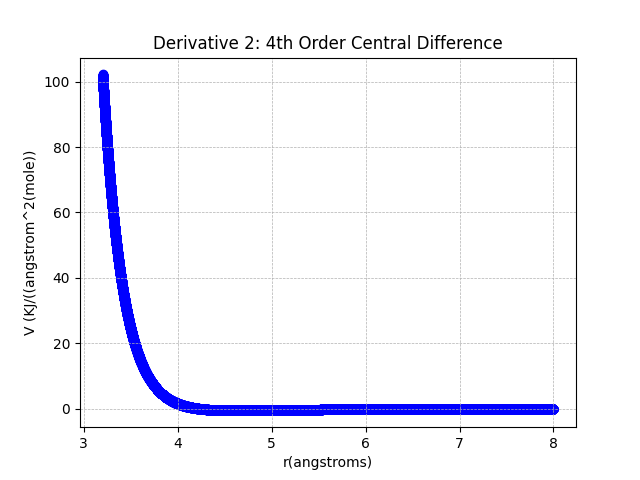 Derivative 2: 4th Order Central Difference
100
80
60
40
20
0
V (KJ/((angstrom^2(mole))
3 4 5 6 7 8
r(angstroms)